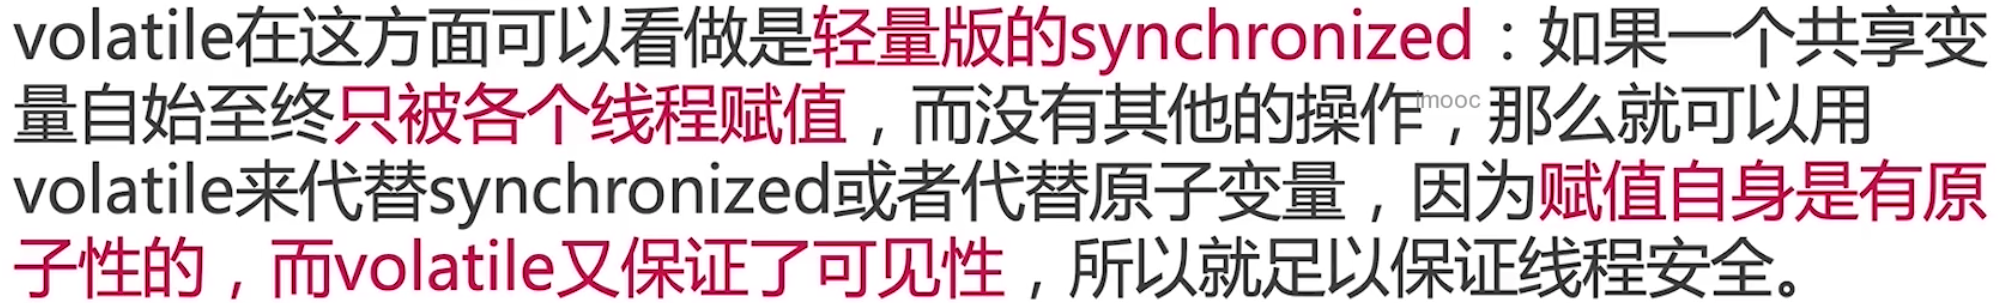 volatile在这方面可以看做是轻量版的synchronized：如果一个共享变
量自始至终只被各个线程赋值，而没有其他的操作，那么就可以用
imooc
volatile来代替synchronized或者代替原子变量，因为赋值自身是有原
子性的，而volatile又保证了可见性，所以就足以保证线程安全。